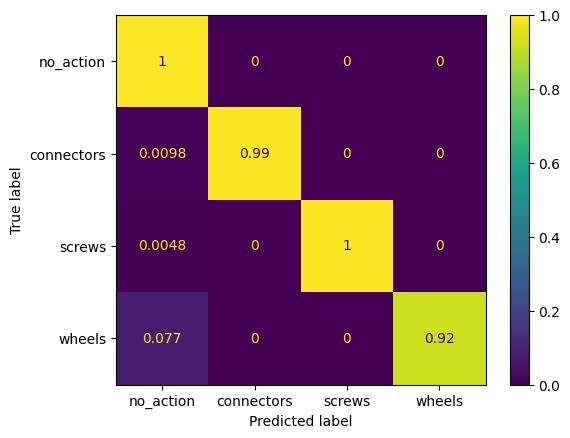 no_action 1 0 0 0
connectors 0.0098 0.99 0 0
screws 0.0048 0 1 0
wheels 0.077 0 0 0.92
no_action connectors screws wheels
Predicted label
True label
1.0
0.8
0.6
0.4
0.2
0.0